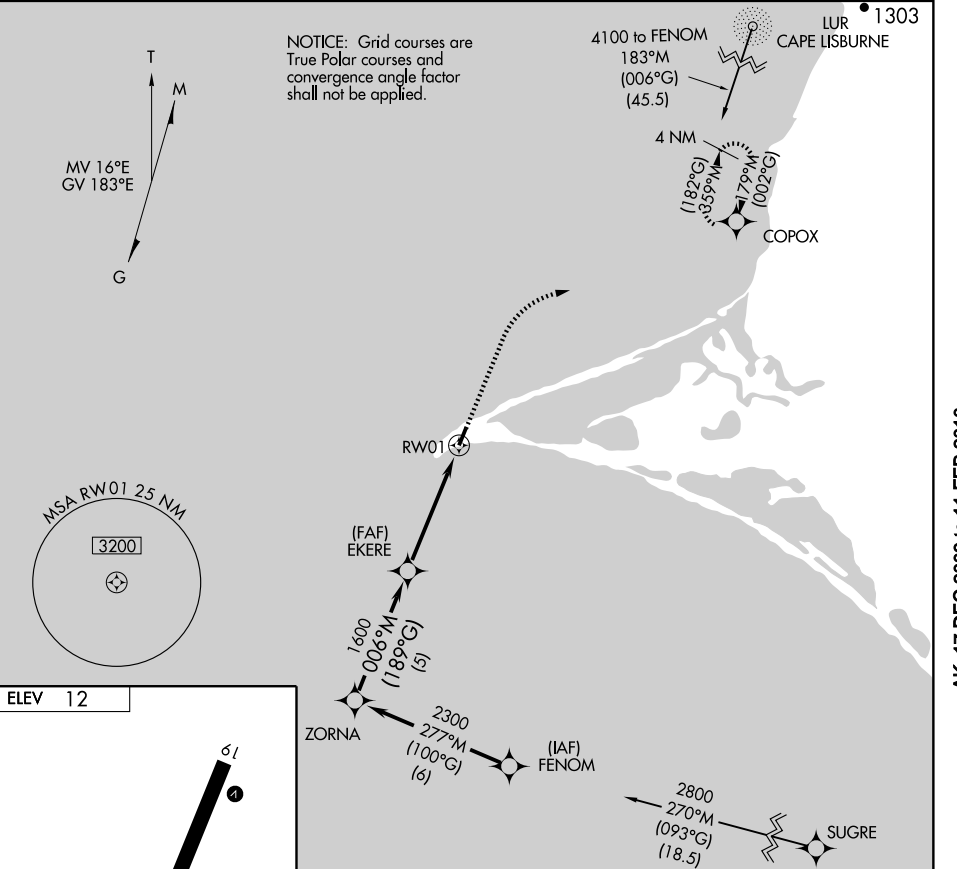 NOTICE: Grid courses are
True Polar courses and
convergence angle factor
shall not be applied.
T
M
MV 16°E
GV 183°E
G
4100 to FENOM
183°M
(006°G)
(45.5)
LUR
CAPE LISBURNE
1303
4 NM
(182°G)
359°M
179°M
(002°G)
COPOX
RW01
MSA RW01 25 NM
3200
(FAF)
EKERE
1600
006°M
(189°G)
(5)
ZORNA
2300
277°M
(100°G)
(6)
(IAF)
FENOM
2800
270°M
(093°G)
(18.5)
SUGRE
ELEV 12
19
V